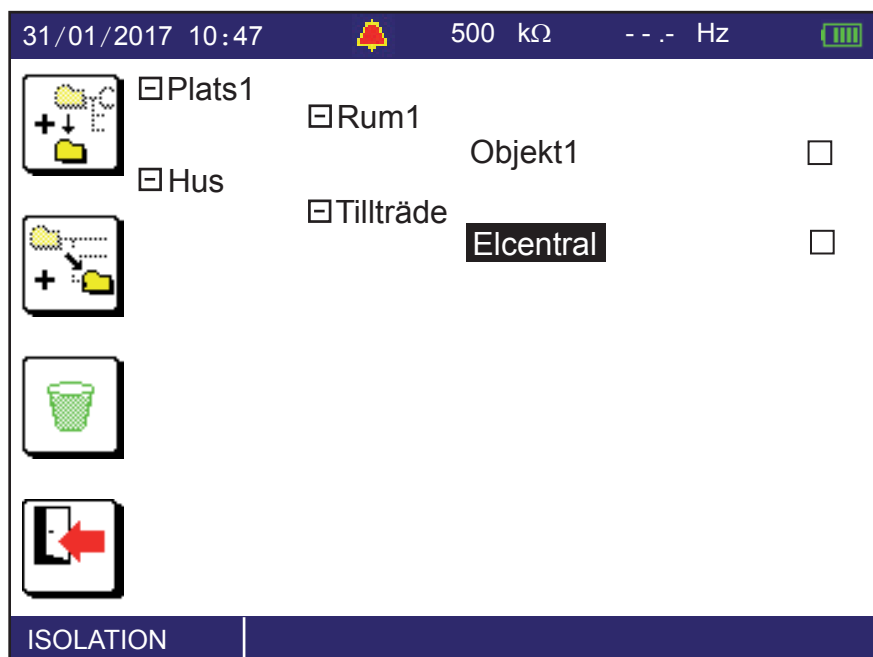 31/01/2017 10:47 500 kΩ - - .- Hz
Plats1
Rum1
Objekt1
Hus
Tillträde
Elcentral
ISOLATION